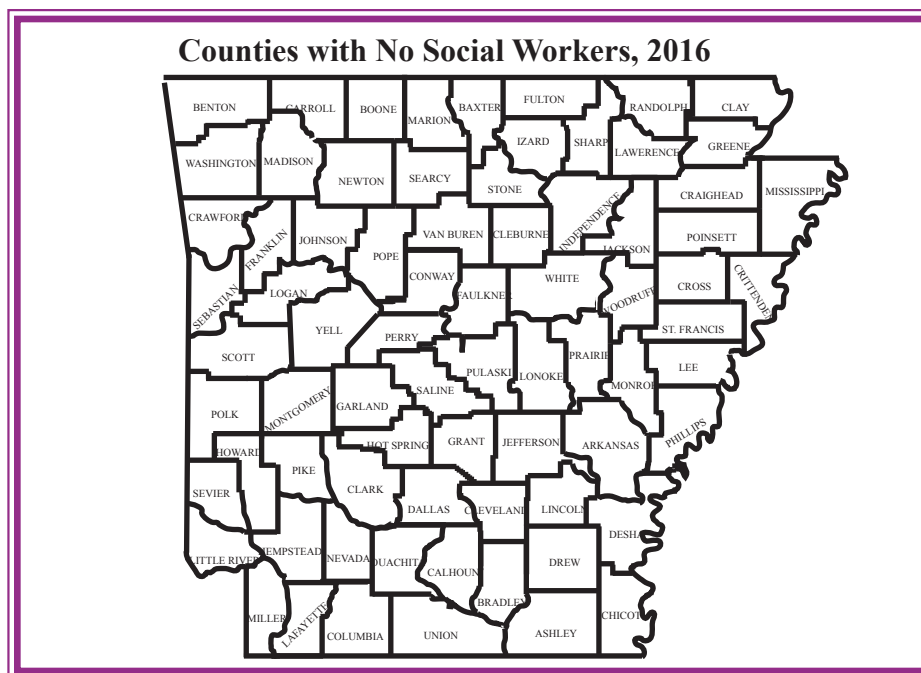 Counties with No Social Workers, 2016
BENTON
CARROLL
BOONE
MARION
BAXTER
FULTON
RANDOLPH
CLAY
WASHINGTON
MADISON
NEWTON
SEARCY
STONE
IZARD
SHARP
LAWERENCE
GREENE
CRAIGHEAD
MISSISSIPPI
CRAWFORD
FRANKLIN
JOHNSON
POPE
VAN BUREN
CLEBURNE
INDEPENDENCE
JACKSON
POINSETT
SEBASTIAN
LOGAN
CONWAY
FAULKNER
WHITE
WOODRUFF
CROSS
CRITTENDEN
YELL
PERRY
ST. FRANCIS
SCOTT
SALINE
PULASKI
LONOKE
PRAIRIE
MONROE
LEE
POLK
MONTGOMERY
GARLAND
HOT SPRING
GRANT
JEFFERSON
ARKANSAS
PHILLIPS
HOWARD
PIKE
CLARK
SEVIER
DALLAS
CLEVELAND
LINCOLN
DESHA
LITTLE RIVER
HEMPSTEAD
NEVADA
OUACHITA
CALHOUN
DREW
BRADLEY
MILLER
LAFAYETTE
COLUMBIA
UNION
ASHLEY
CHICOT